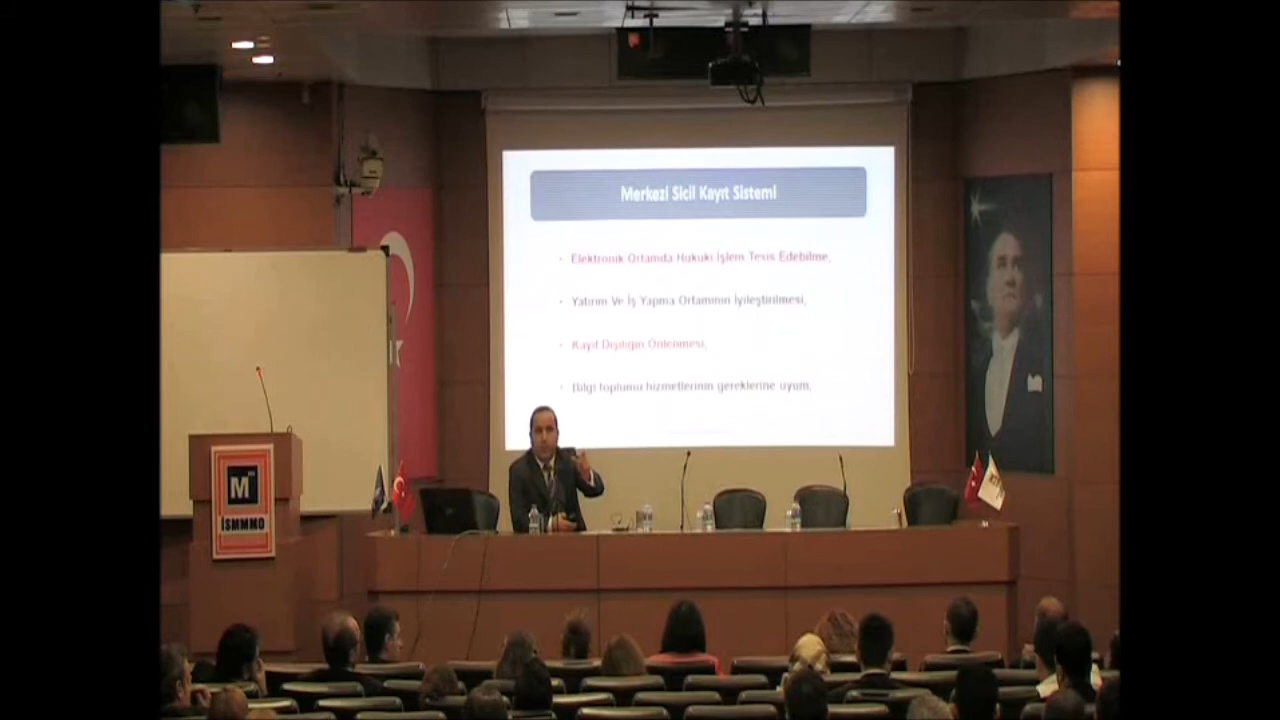 Merkezi Sicil Kayıt Sistemi
Elektronik Ortamda Hukuki İşlem Tesis Edebilme,
Yatırım Ve İş Yapma Ortamının İyileştirilmesi,
Kayıt Dışılığın Önlenmesi,
Bilgi toplumu hizmetlerinin gereklerine uyum.
M
İSMMMO